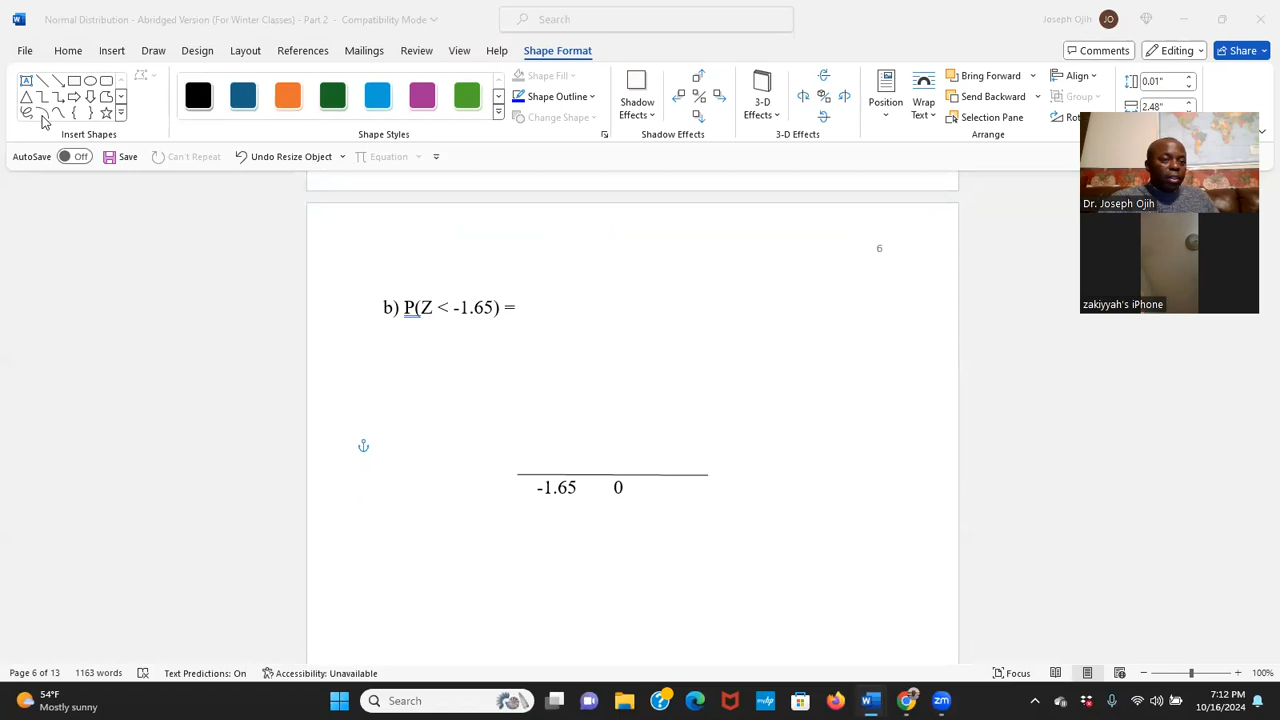 Normal Distribution - Abridged Version (For Winter Classes) - Part 2 - Compatibility Mode
Search
Joseph Ojih
JO
File Home Insert Draw Design Layout References Mailings Review View Help Shape Format
Comments
Editing
Share
Shape Fill
Shape Outline
Change Shape
Shadow Effects
3-D Effects
Position
Wrap Text
Bring Forward
Send Backward
Selection Pane
Align
Group
0.01"
2.48"
Insert Shapes
Shape Styles
Shadow Effects
3-D Effects
Arrange
AutoSave Off Save Can't Repeat Undo Resize Object Equation
Dr. Joseph Ojih
zakiyyah's iPhone
6
b) P(Z < -1.65) =
-1.65 0
Page 6 of 13 1163 words Text Predictions: On Accessibility: Unavailable
Focus
100%
54°F
Mostly sunny
Search
7:12 PM
10/16/2024